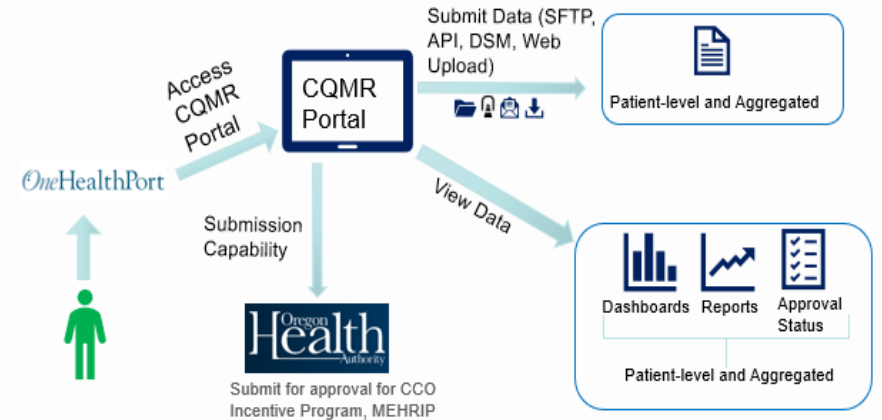 Submit Data (SFTP,
API, DSM, Web
Upload)
Patient-level and Aggregated
Access
CQMR
Portal
CQMR
Portal
OneHealthPort
View Data
Submission
Capability
Dashboards
Reports
Approval
Status
Patient-level and Aggregated
Oregon
Health
Authority
Submit for approval for CCO
Incentive Program, MEHRIP